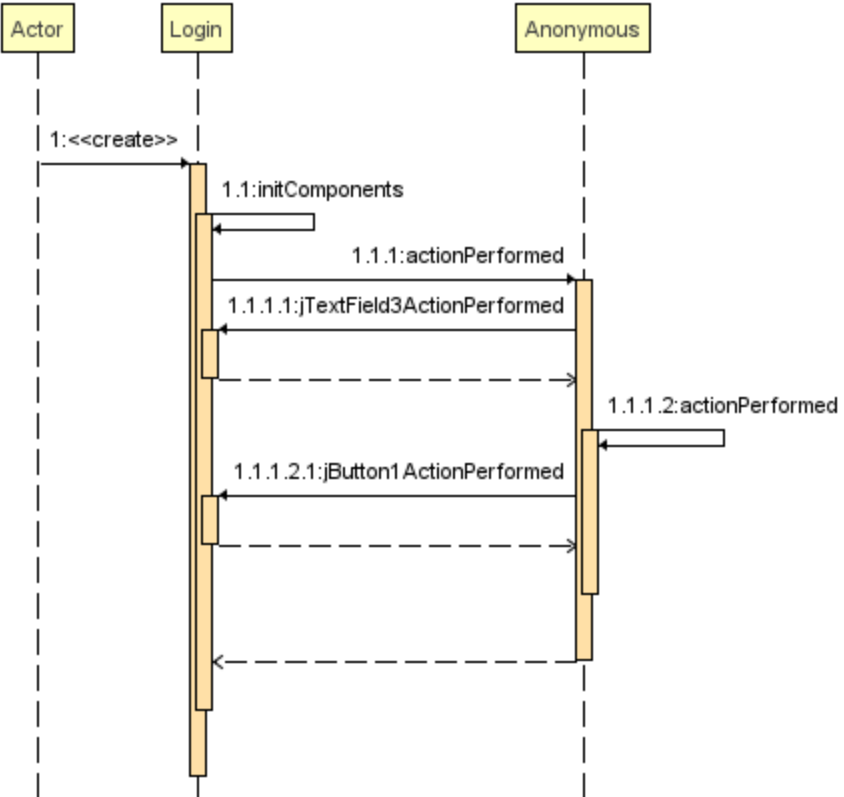 Actor
Login
Anonymous
1:<<create>>
1.1:initComponents
1.1.1:actionPerformed
1.1.1.1:jTextField3ActionPerformed
1.1.1.2:actionPerformed
1.1.1.2.1:jButton1ActionPerformed